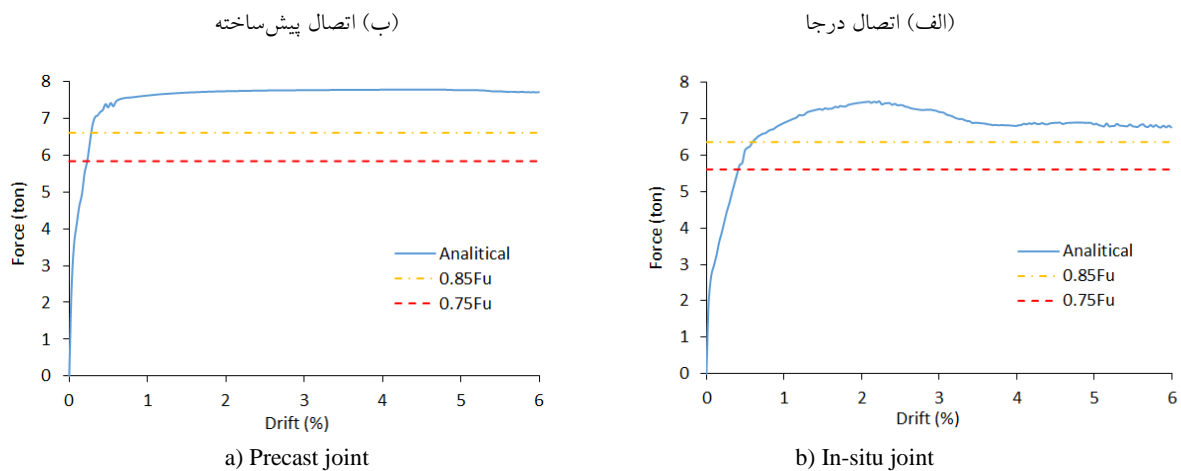 (ب) اتصال پیش‌ساخته
(الف) اتصال درجا
8
7
6
5
4
3
2
1
0
Force (ton)
Analitical
0.85Fu
0.75Fu
0 1 2 3 4 5 6
Drift (%)
a) Precast joint
8
7
6
5
4
3
2
1
0
Force (ton)
Analitical
0.85Fu
0.75Fu
0 1 2 3 4 5 6
Drift (%)
b) In-situ joint